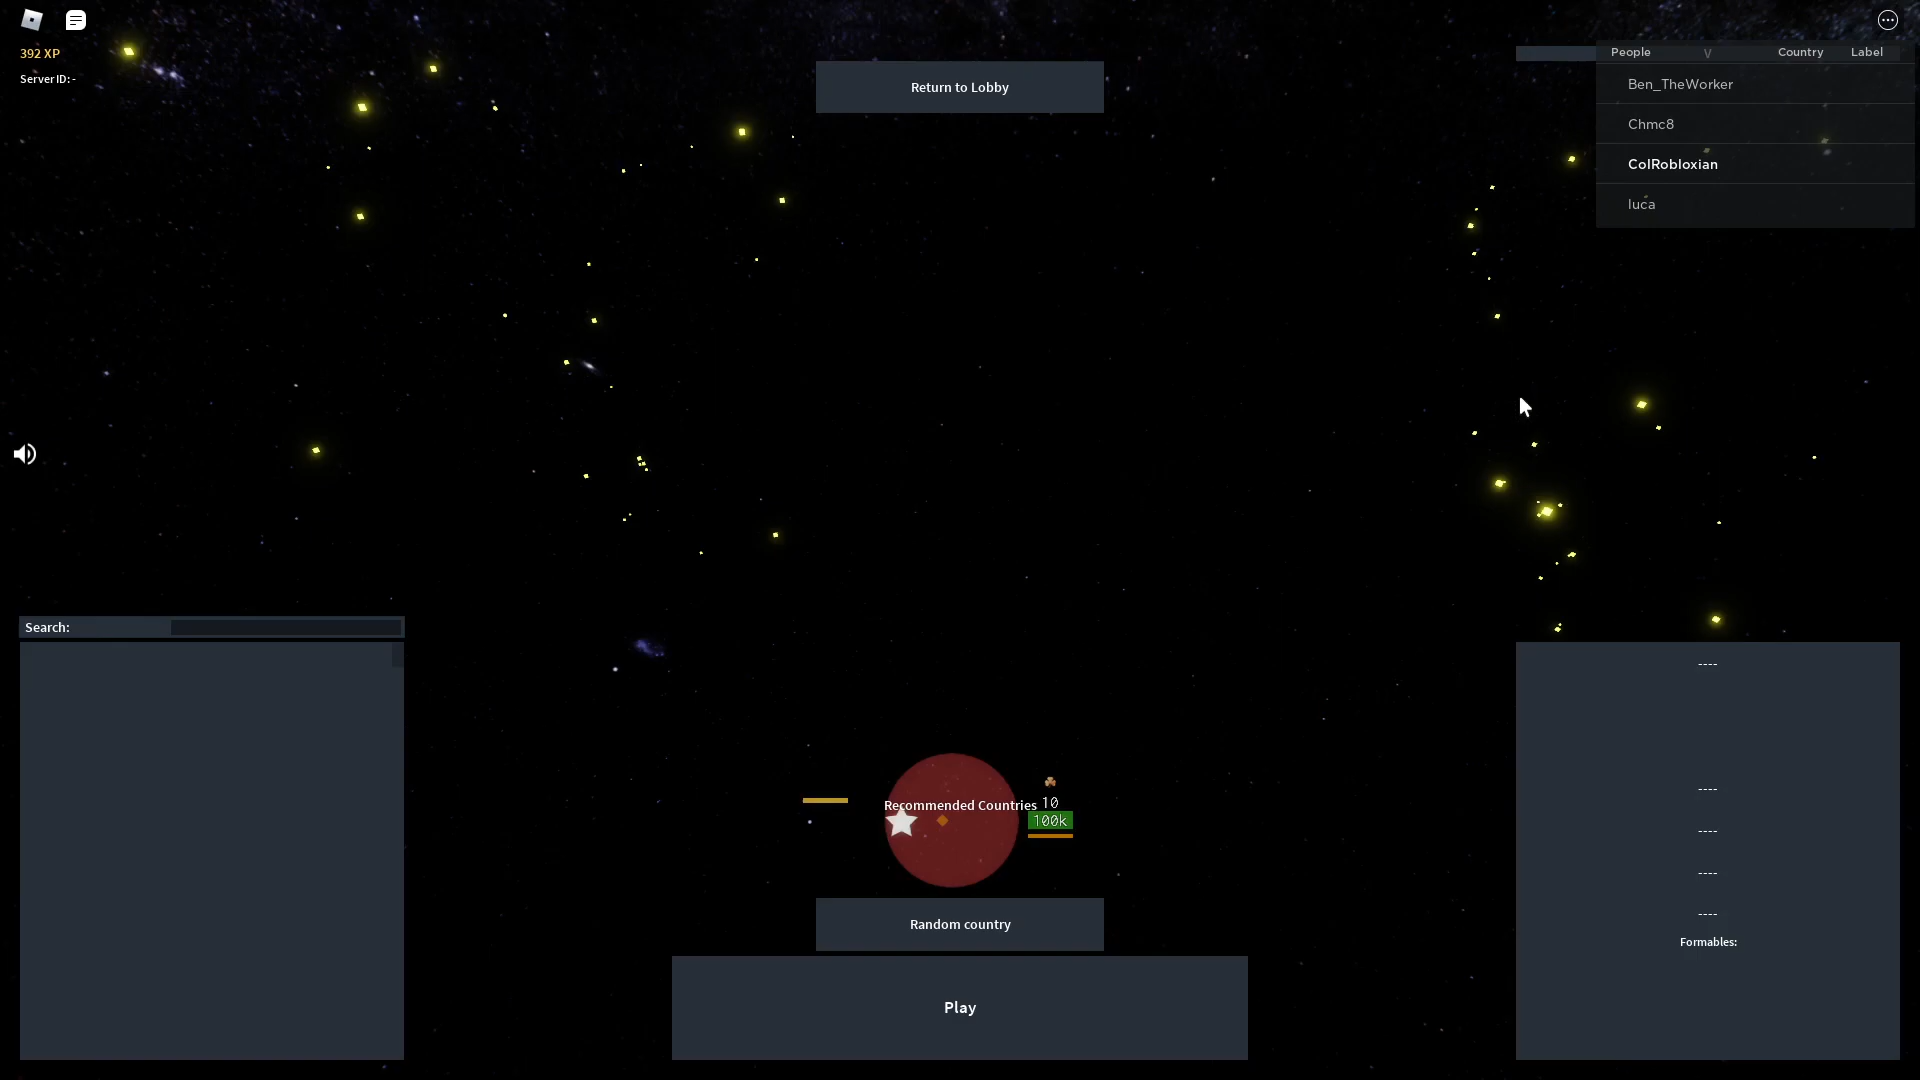 392 XP
ServerID: -
Return to Lobby
People V Country Label
Ben_TheWorker
Chmc8
ColRobloxian
luca
Search:
----
----
----
----
----
Formables:
Recommended Countries
10
100k
Random country
Play